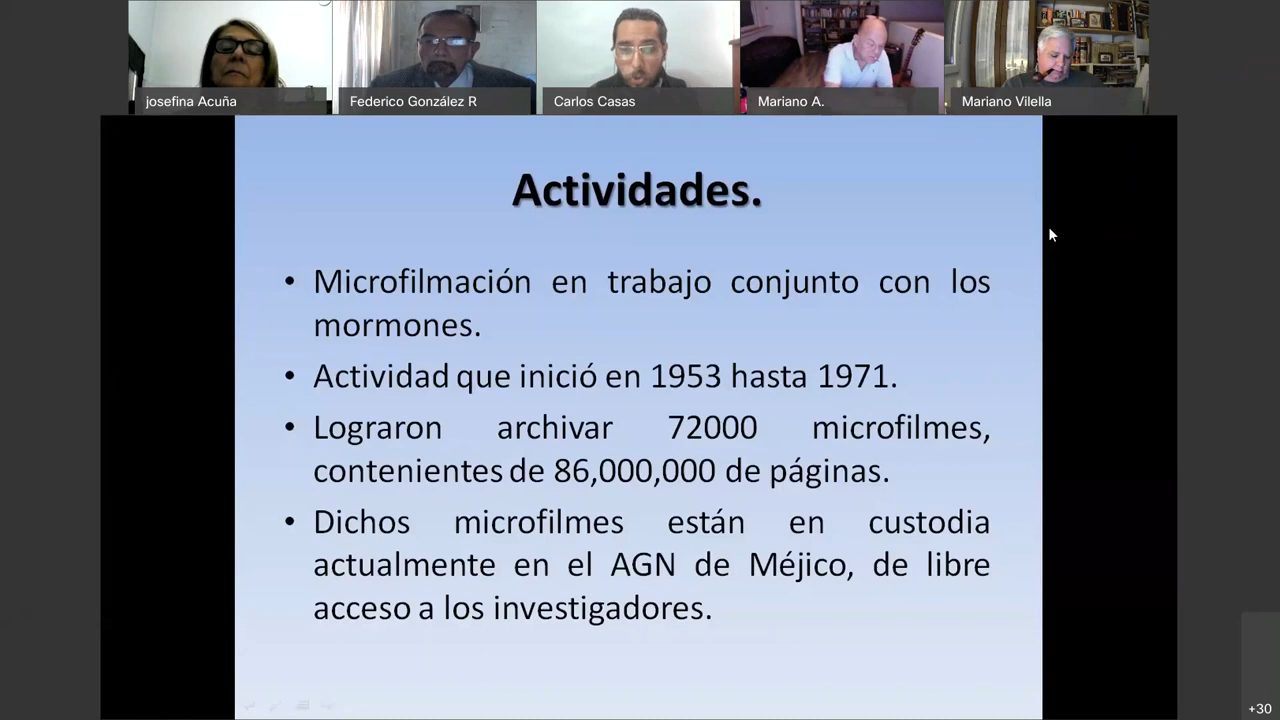 josefina Acuña
Federico González R
Carlos Casas
Mariano A.
Mariano Vilella
Actividades.
• Microfilmación en trabajo conjunto con los
mormones.
• Actividad que inició en 1953 hasta 1971.
• Lograron archivar 72000 microfilmes,
contenientes de 86,000,000 de páginas.
• Dichos microfilmes están en custodia
actualmente en el AGN de Méjico, de libre
acceso a los investigadores.
+30